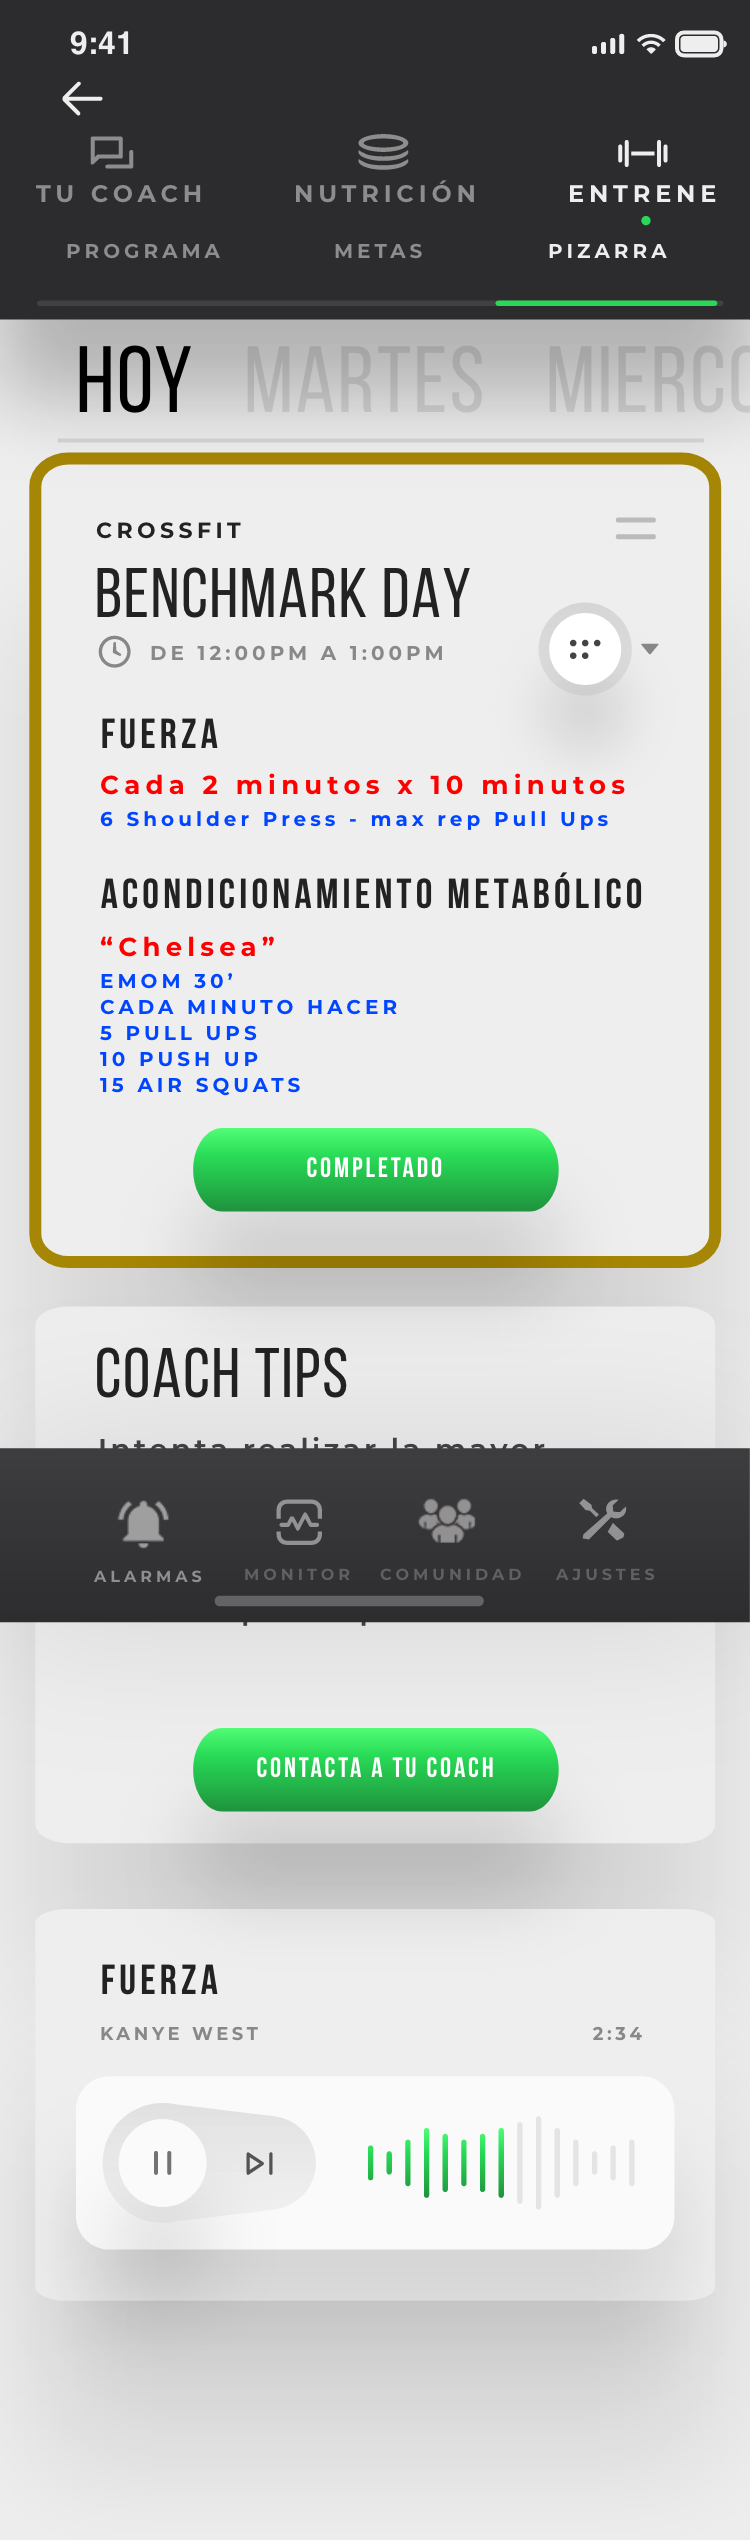 9:41
TU COACH NUTRICIÓN ENTRENE
PROGRAMA METAS PIZARRA
HOY MARTES MIERCO
CROSSFIT
BENCHMARK DAY
DE 12:00PM A 1:00PM
FUERZA
Cada 2 minutos x 10 minutos
6 Shoulder Press - max rep Pull Ups
ACONDICIONAMIENTO METABÓLICO
“Chelsea”
EMOM 30’
CADA MINUTO HACER
5 PULL UPS
10 PUSH UP
15 AIR SQUATS
COMPLETADO
COACH TIPS
Intenta realizar la mayor
ALARMAS MONITOR COMUNIDAD AJUSTES
CONTACTA A TU COACH
FUERZA
KANYE WEST 2:34